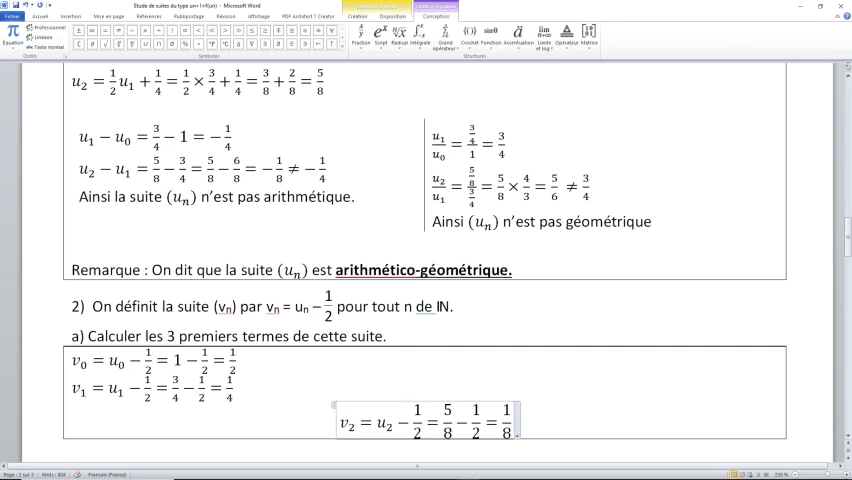 Étude de suites du type un+1=f(un) - Microsoft Word
Fichier Accueil Insertion Mise en page Références Publipostage Révision Affichage PDF Architect 7 Creator Création Disposition Conception
Équation
Professionnel
Linéaire
Texte normal
Fraction Script Radical Intégrale Grand opérateur Crochet Fonction Accentuation Limite et log Opérateur Matrice
Outils Symboles Structures
u₂ = 1/2 u₁ + 1/4 = 1/2 × 3/4 + 1/4 = 3/8 + 2/8 = 5/8
u₁ − u₀ = 3/4 − 1 = −1/4
u₂ − u₁ = 5/8 − 3/4 = 5/8 − 6/8 = −1/8 ≠ −1/4
Ainsi la suite (uₙ) n'est pas arithmétique.
u₁/u₀ = (3/4)/1 = 3/4
u₂/u₁ = (5/8)/(3/4) = 5/8 × 4/3 = 5/6 ≠ 3/4
Ainsi (uₙ) n'est pas géométrique
Remarque : On dit que la suite (uₙ) est arithmético-géométrique.
2) On définit la suite (vₙ) par vₙ = uₙ − 1/2 pour tout n de IN.
a) Calculer les 3 premiers termes de cette suite.
v₀ = u₀ − 1/2 = 1 − 1/2 = 1/2
v₁ = u₁ − 1/2 = 3/4 − 1/2 = 1/4
v₂ = u₂ − 1/2 = 5/8 − 1/2 = 1/8
Page : 2 sur 3 Mots : 804 Français (France) 230 %